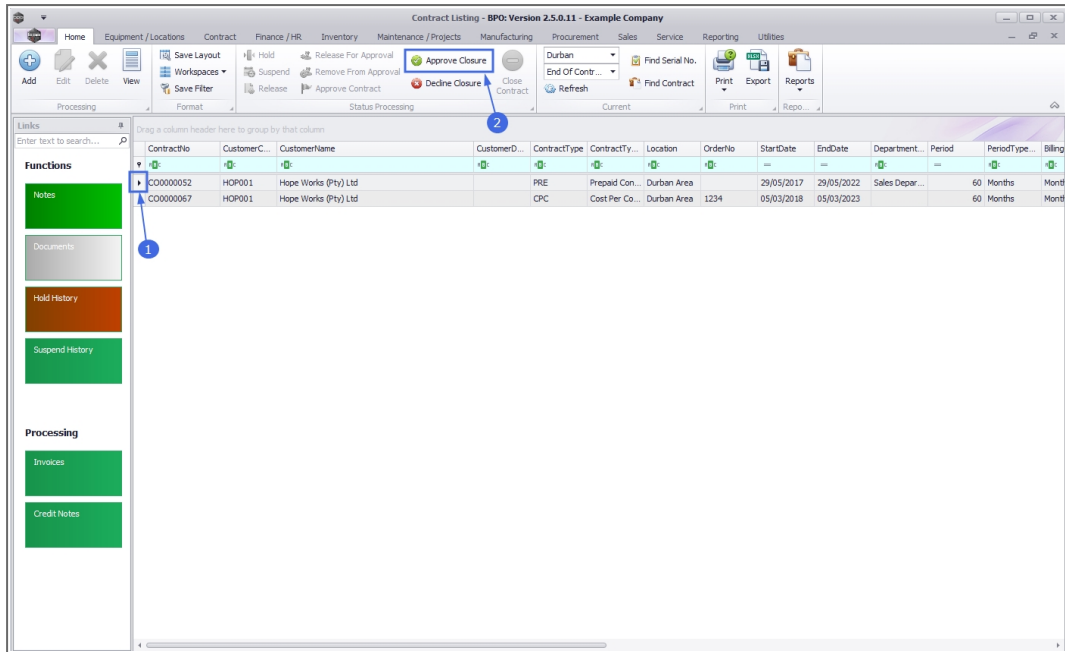 Contract Listing - BPO: Version 2.5.0.11 - Example Company
Home Equipment / Locations Contract Finance / HR Inventory Maintenance / Projects Manufacturing Procurement Sales Service Reporting Utilities
Add Edit Delete View
Processing
Save Layout
Workspaces
Save Filter
Format
Hold
Suspend
Release
Release For Approval
Remove From Approval
Approve Contract
Approve Closure
Decline Closure
Close Contract
Status Processing
Durban
End Of Contr...
Refresh
Find Serial No.
Find Contract
Current
Print Export
Print
Reports
Repo...
2
Links
Enter text to search...
Functions
Notes
Documents
Hold History
Suspend History
Processing
Invoices
Credit Notes
Drag a column header here to group by that column
ContractNo CustomerC... CustomerName CustomerD... ContractType ContractTy... Location OrderNo StartDate EndDate Department... Period PeriodType... Billing
CO0000052 HOP001 Hope Works (Pty) Ltd PRE Prepaid Con... Durban Area 29/05/2017 29/05/2022 Sales Depar... 60 Months Month
CO0000067 HOP001 Hope Works (Pty) Ltd CPC Cost Per Co... Durban Area 1234 05/03/2018 05/03/2023 60 Months Month
1